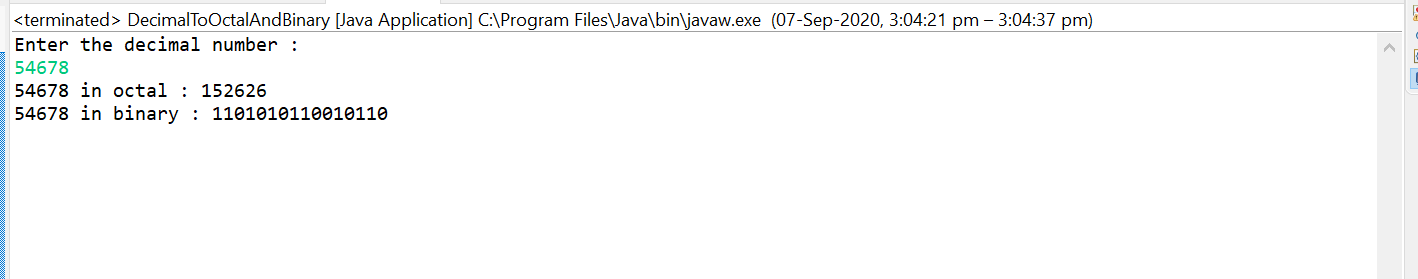 <terminated> DecimalToOctalAndBinary [Java Application] C:\Program Files\Java\bin\javaw.exe (07-Sep-2020, 3:04:21 pm – 3:04:37 pm)
Enter the decimal number :
54678
54678 in octal : 152626
54678 in binary : 1101010110010110